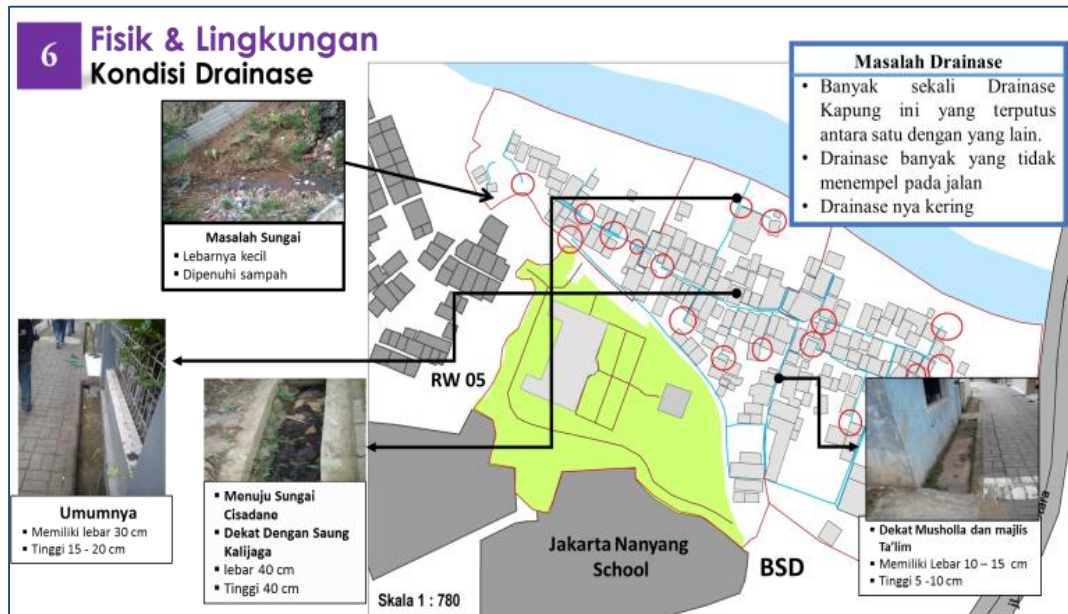 6
Fisik & Lingkungan
Kondisi Drainase
Masalah Drainase
• Banyak sekali Drainase
Kapung ini yang terputus
antara satu dengan yang lain.
• Drainase banyak yang tidak
menempel pada jalan
• Drainase nya kering
Masalah Sungai
▪ Lebarnya kecil
▪ Dipenuhi sampah
RW 05
Umumnya
▪ Memiliki lebar 30 cm
▪ Tinggi 15 - 20 cm
▪ Menuju Sungai
Cisadane
▪ Dekat Dengan Saung
Kalijaga
▪ lebar 40 cm
▪ Tinggi 40 cm
▪ Dekat Musholla dan majlis
Ta'lim
▪ Memiliki Lebar 10 – 15 cm
▪ Tinggi 5 -10 cm
Jakarta Nanyang
School
BSD
Skala 1 : 780